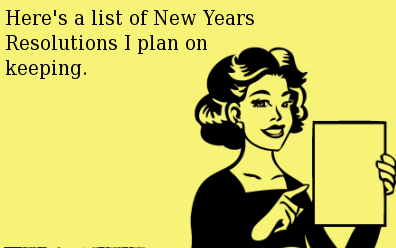 Here's a list of New Years
Resolutions I plan on
keeping.